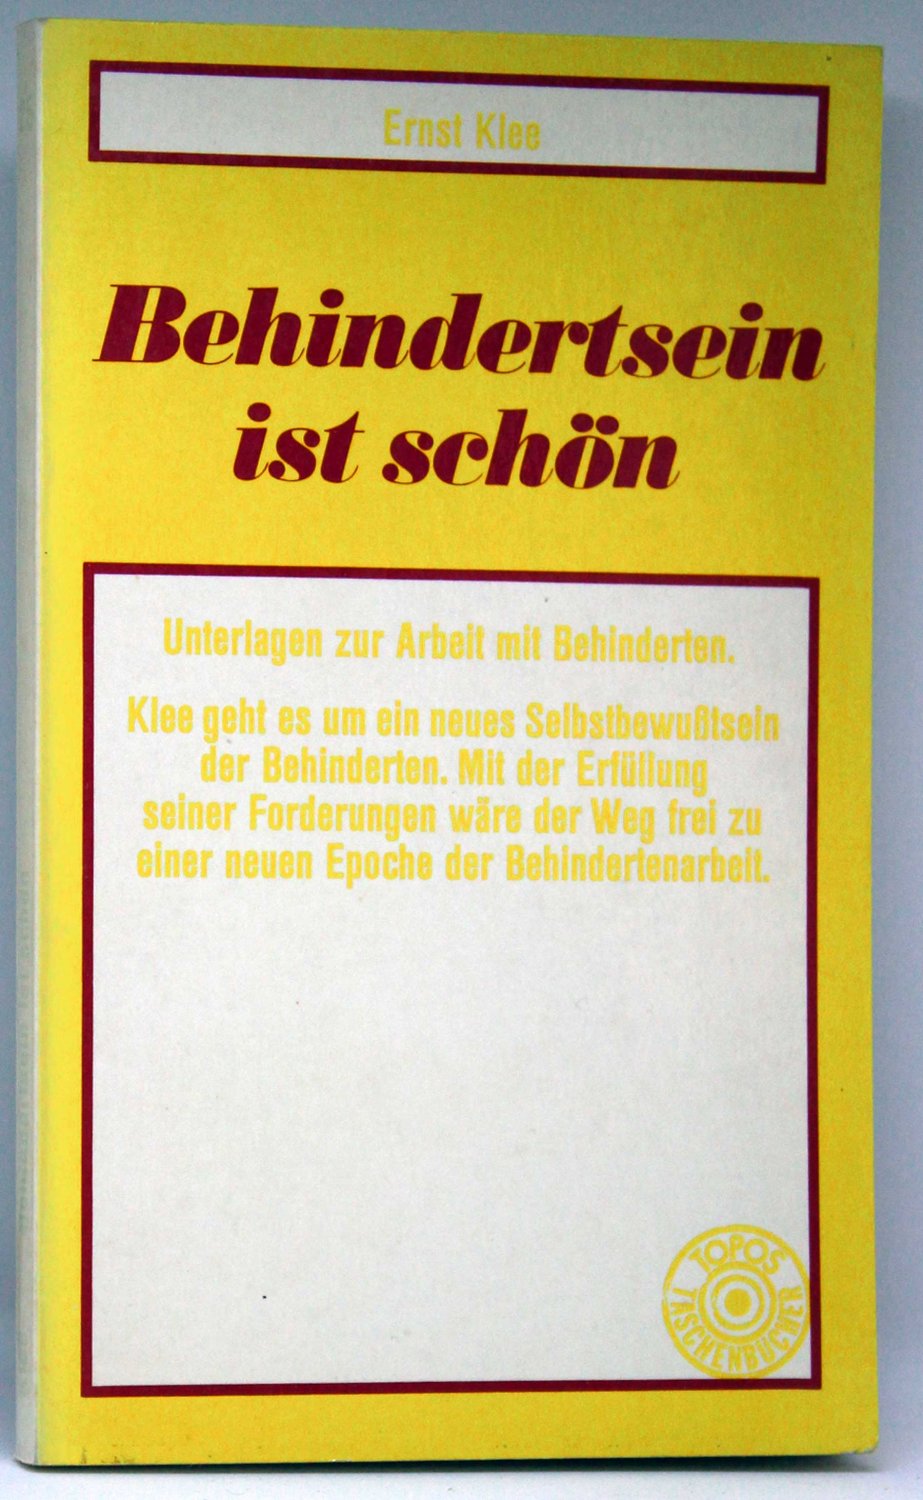 Ernst Klee
Behindertsein
ist schön
Unterlagen zur Arbeit mit Behinderten.
Klee geht es um ein neues Selbstbewußtsein
der Behinderten. Mit der Erfüllung
seiner Forderungen wäre der Weg frei zu
einer neuen Epoche der Behindertenarbeit.
TOPOS
TASCHENBÜCHER